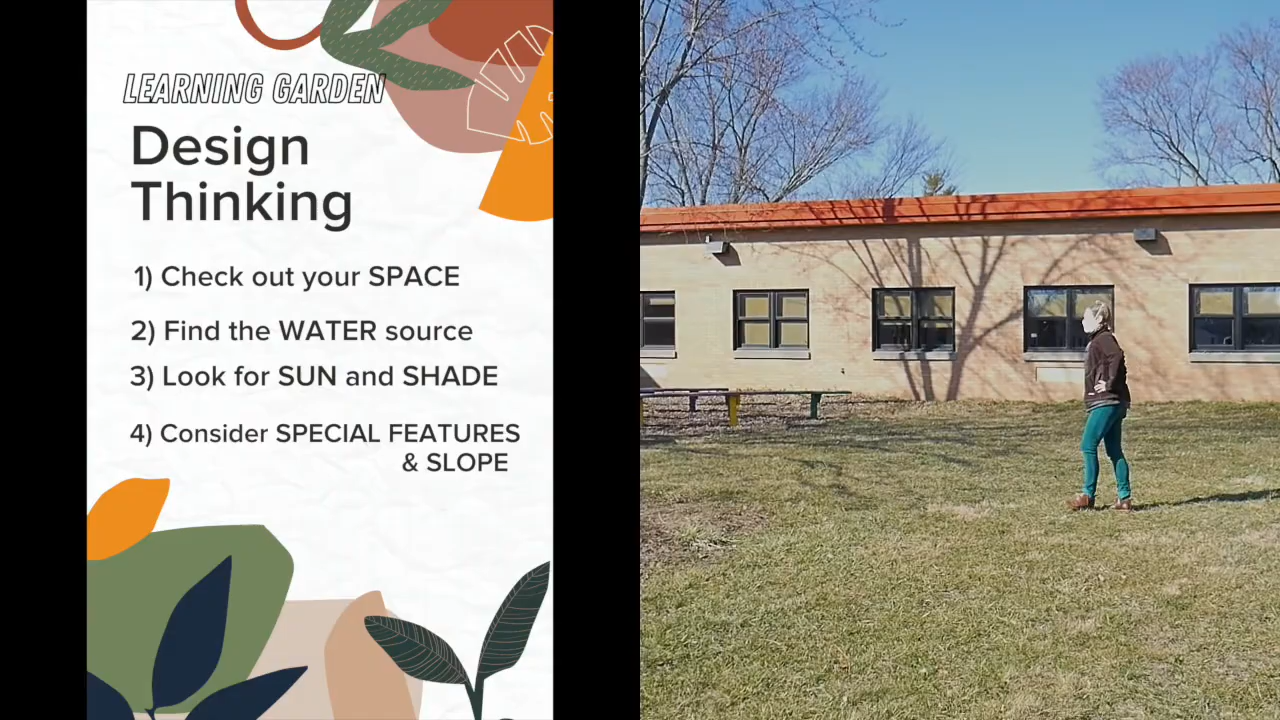 LEARNING GARDEN
Design
Thinking
1) Check out your SPACE
2) Find the WATER source
3) Look for SUN and SHADE
4) Consider SPECIAL FEATURES
& SLOPE